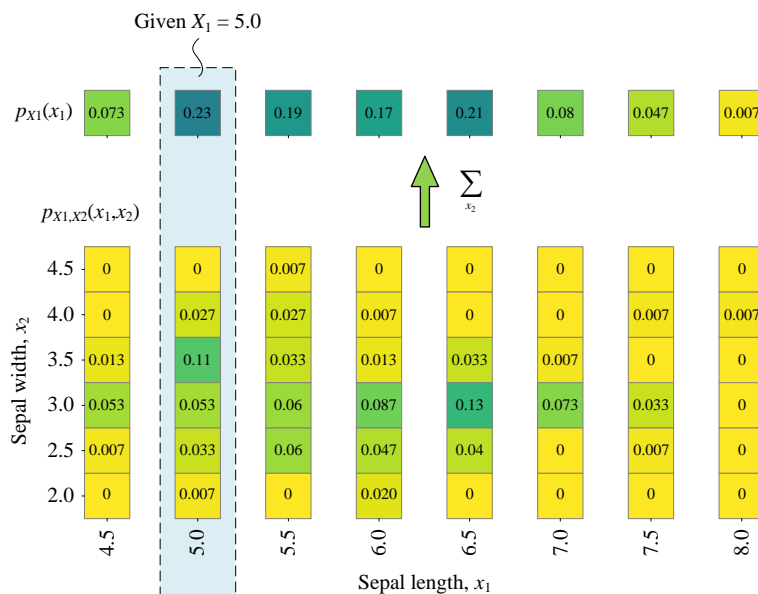 Given X₁ = 5.0
pX1(x₁) 0.073 0.23 0.19 0.17 0.21 0.08 0.047 0.007
∑
x₂
pX1,X2(x₁,x₂)
Sepal width, x₂
4.5 0 0 0.007 0 0 0 0 0
4.0 0 0.027 0.027 0.007 0 0 0.007 0.007
3.5 0.013 0.11 0.033 0.013 0.033 0.007 0 0
3.0 0.053 0.053 0.06 0.087 0.13 0.073 0.033 0
2.5 0.007 0.033 0.06 0.047 0.04 0 0.007 0
2.0 0 0.007 0 0.020 0 0 0 0
4.5 5.0 5.5 6.0 6.5 7.0 7.5 8.0
Sepal length, x₁